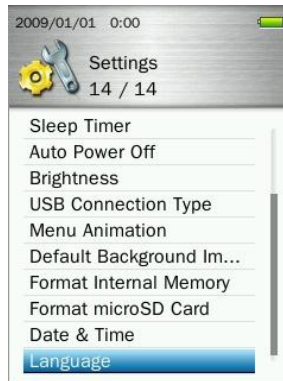 2009/01/01 0:00
Settings
14 / 14
Sleep Timer
Auto Power Off
Brightness
USB Connection Type
Menu Animation
Default Background Im...
Format Internal Memory
Format microSD Card
Date & Time
Language